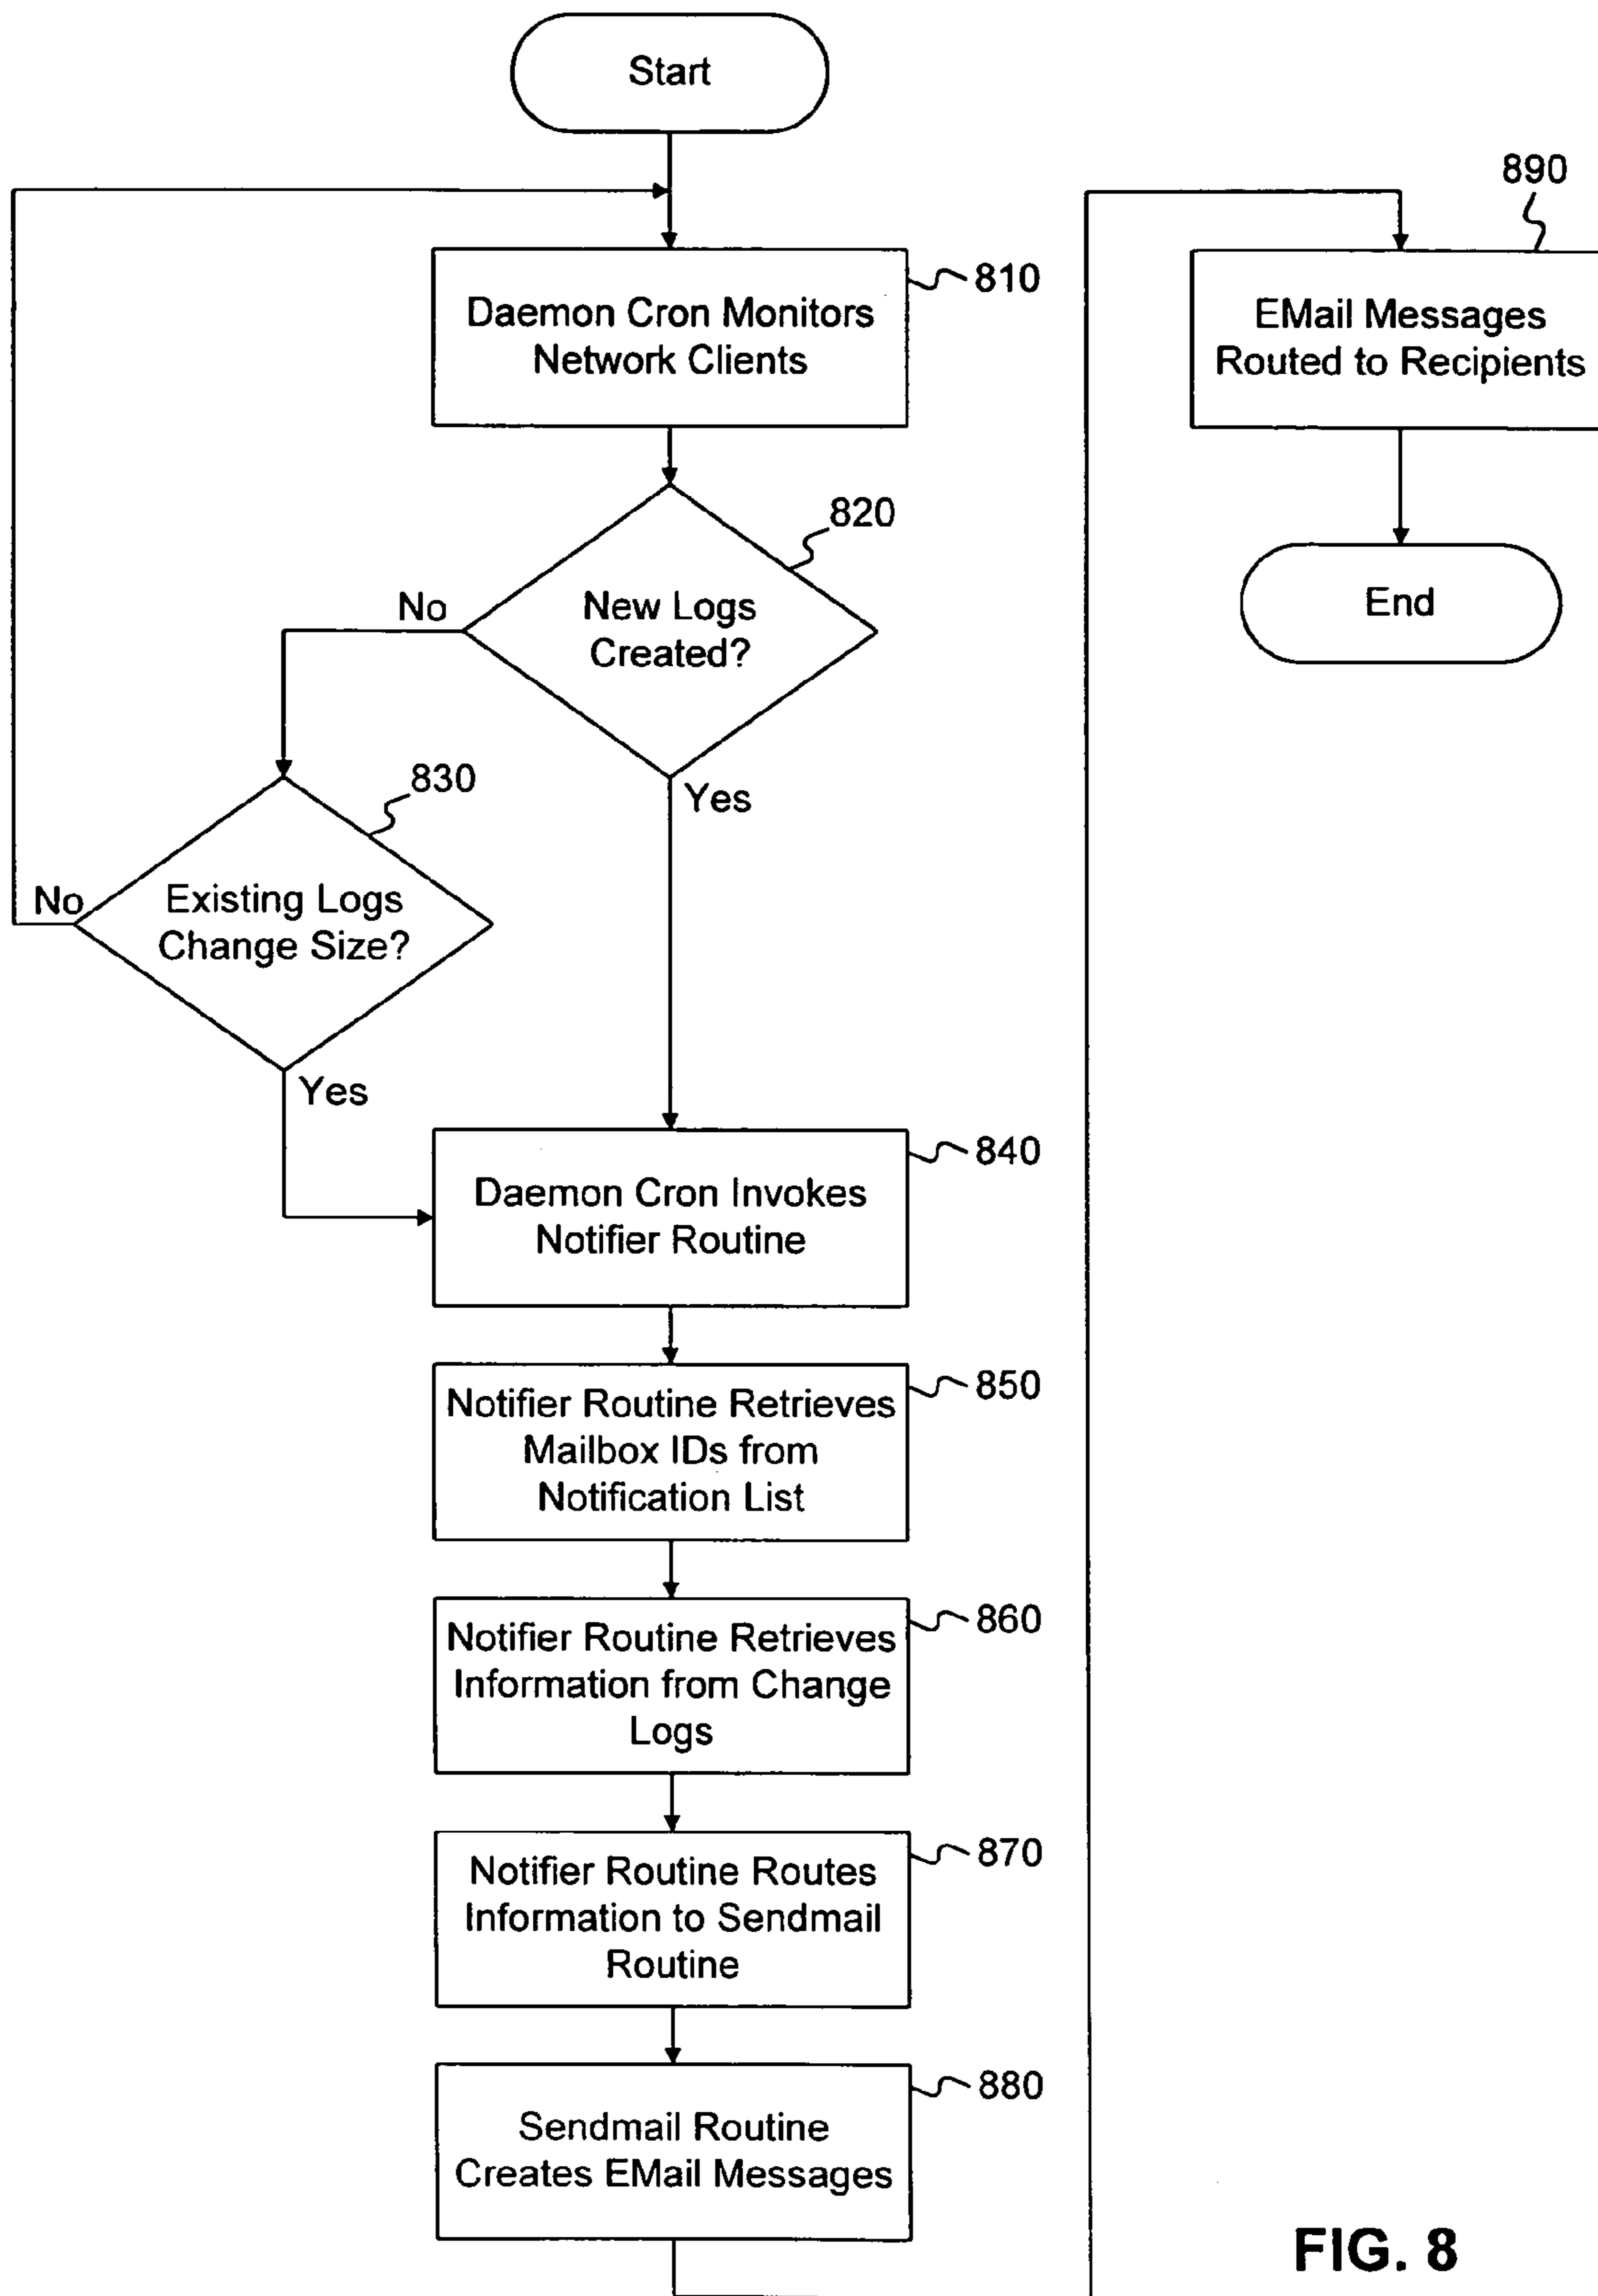 Start
810
Daemon Cron Monitors
Network Clients
820
New Logs
Created?
No
Yes
830
Existing Logs
Change Size?
No
Yes
840
Daemon Cron Invokes
Notifier Routine
850
Notifier Routine Retrieves
Mailbox IDs from
Notification List
860
Notifier Routine Retrieves
Information from Change
Logs
870
Notifier Routine Routes
Information to Sendmail
Routine
880
Sendmail Routine
Creates EMail Messages
890
EMail Messages
Routed to Recipients
End
FIG. 8